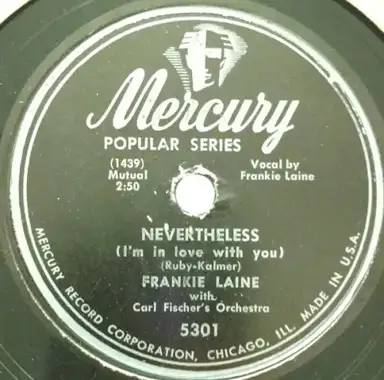 Mercury
POPULAR SERIES
(1439)
Mutual
2:50
Vocal by
Frankie Laine
NEVERTHELESS
(I'm in love with you)
(Ruby-Kalmer)
FRANKIE LAINE
with
Carl Fischer's Orchestra
5301
MERCURY RECORD CORPORATION, CHICAGO, ILL. MADE IN U.S.A.